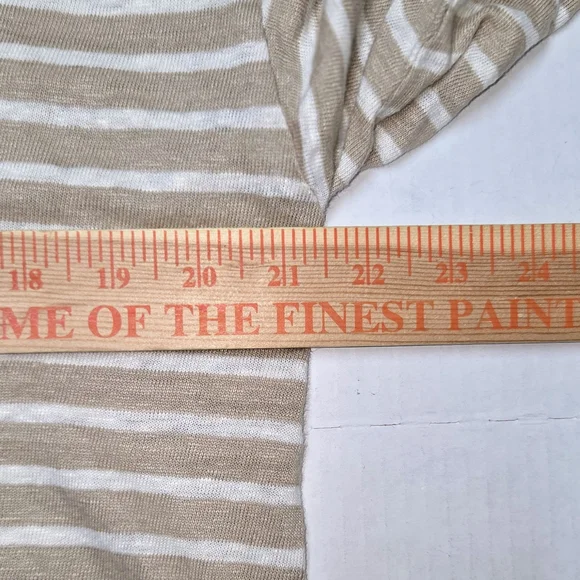 18 19 20 21 22 23 24
ME OF THE FINEST PAINT